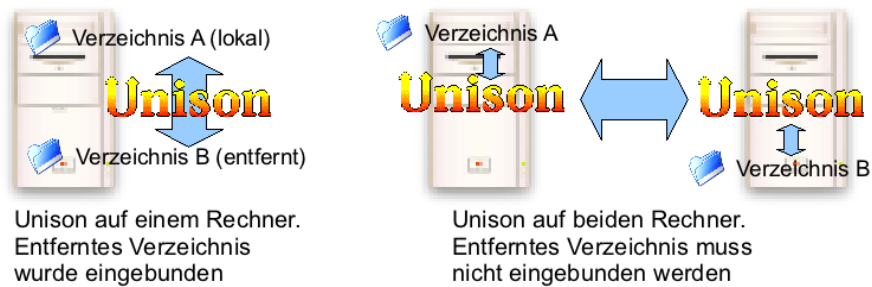 Verzeichnis A (lokal)
Unison
Verzeichnis B (entfernt)
Unison auf einem Rechner.
Entferntes Verzeichnis
wurde eingebunden
Verzeichnis A
Unison
Unison
Verzeichnis B
Unison auf beiden Rechner.
Entferntes Verzeichnis muss
nicht eingebunden werden